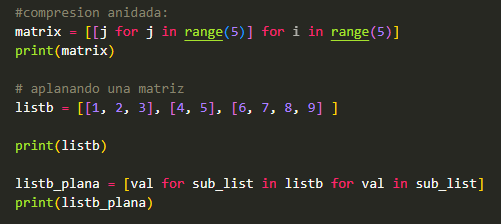 #compresion anidada:
matrix = [[j for j in range(5)] for i in range(5)]
print(matrix)
# aplanando una matriz
listb = [[1, 2, 3], [4, 5], [6, 7, 8, 9] ]
print(listb)
listb_plana = [val for sub_list in listb for val in sub_list]
print(listb_plana)